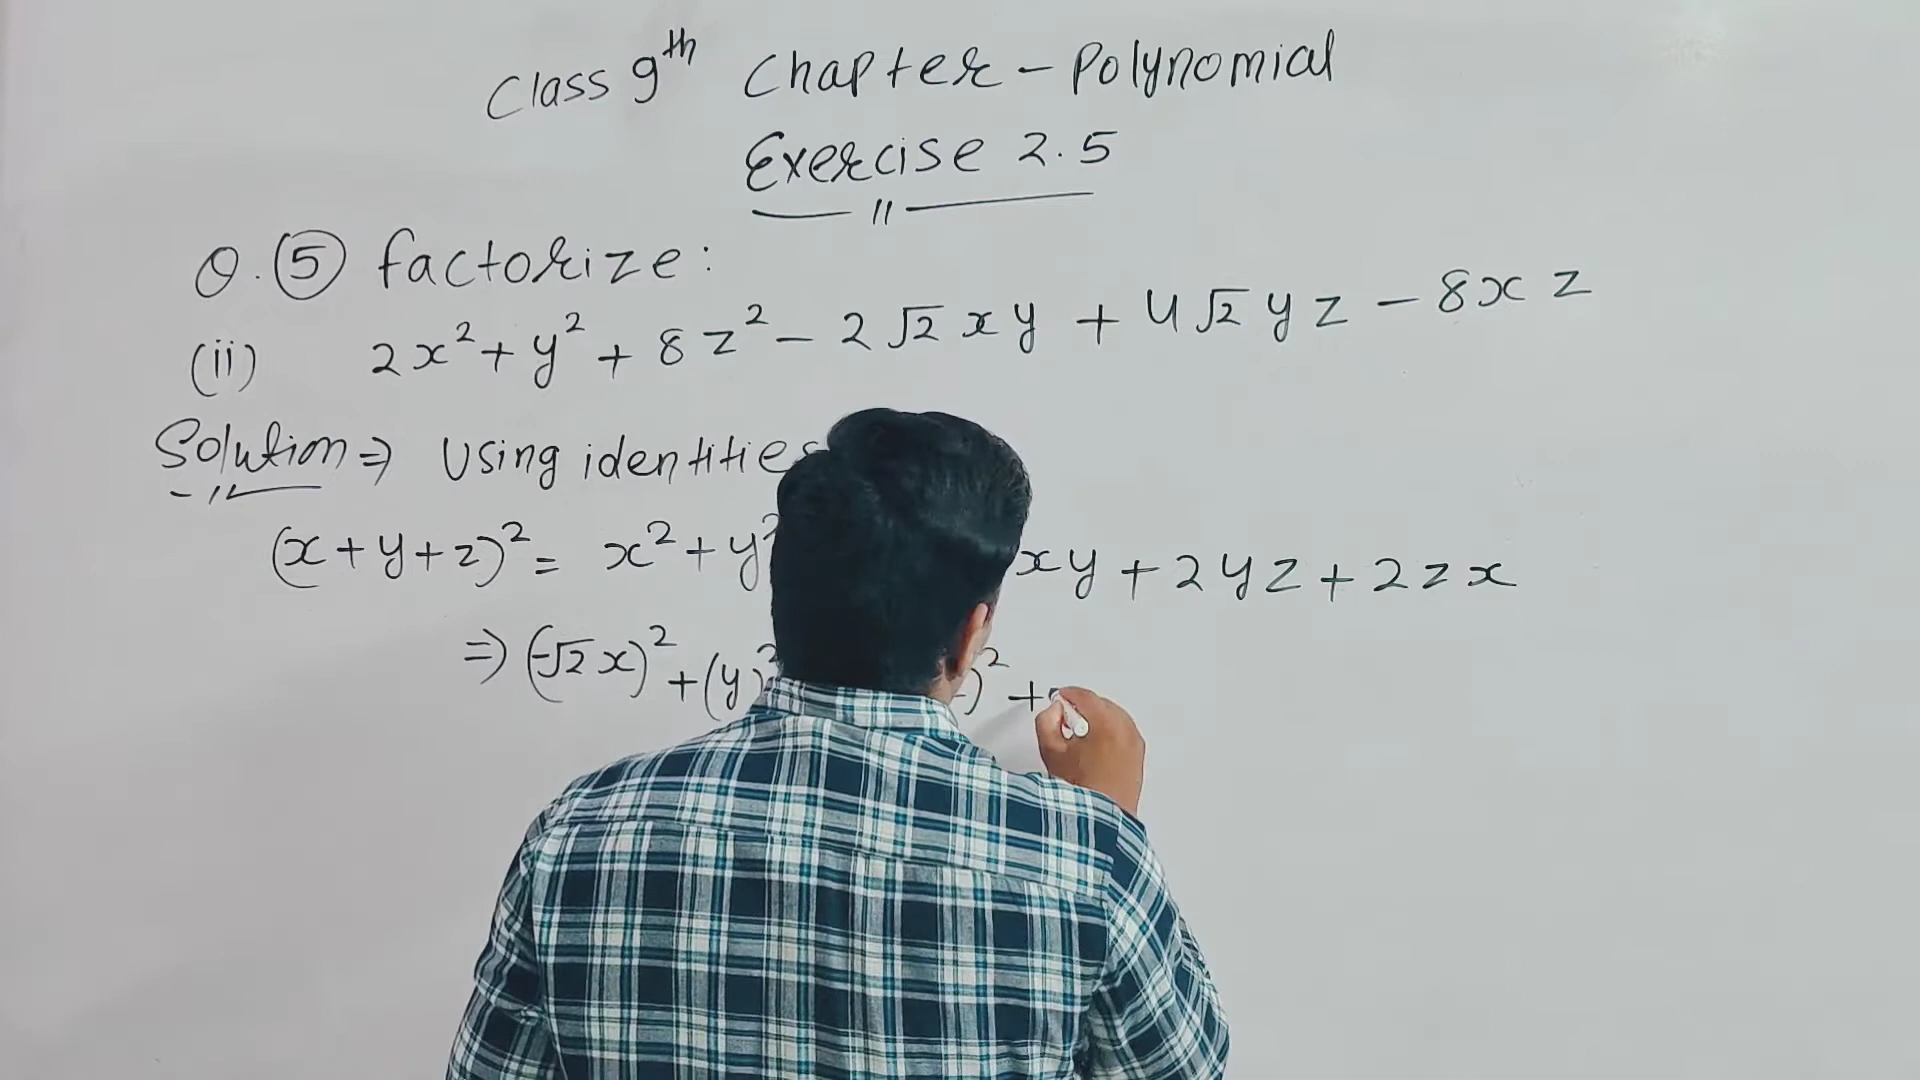 Class 9th Chapter - Polynomial
Exercise 2.5
Q. 5 factorize:
(ii) 2x² + y² + 8z² - 2√2 xy + 4√2 yz - 8xz
Solution ⇒ Using identities
(x + y + z)² = x² + y² xy + 2yz + 2zx
⇒ (-√2x)² + (y)² )² +